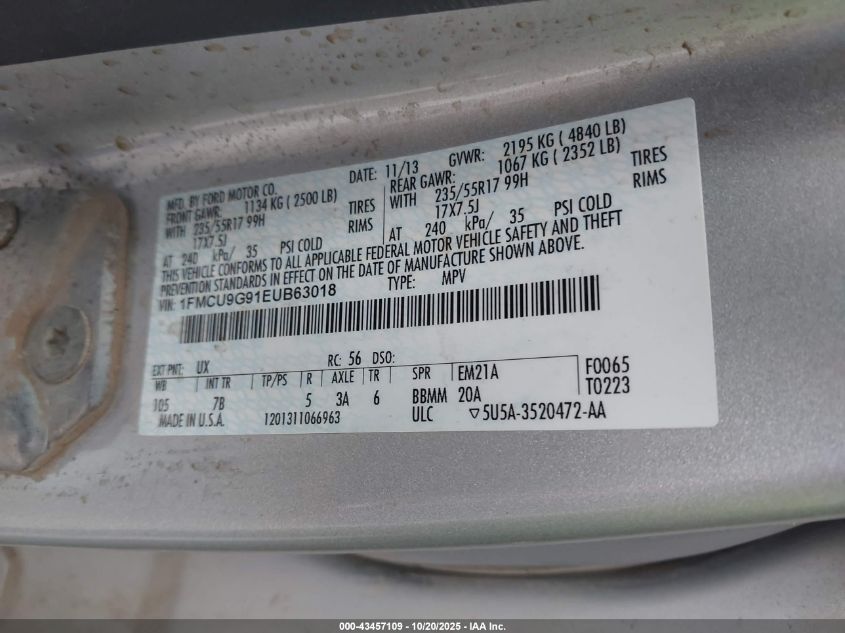 MFD. BY FORD MOTOR CO.
DATE: 11/13 GVWR: 2195 KG ( 4840 LB)
FRONT GAWR: 1134 KG ( 2500 LB)
REAR GAWR: 1067 KG ( 2352 LB)
WITH 235/55R17 99H TIRES
WITH 235/55R17 99H TIRES
17X7.5J RIMS
17X7.5J RIMS
AT 240 kPa/ 35 PSI COLD
AT 240 kPa/ 35 PSI COLD
THIS VEHICLE CONFORMS TO ALL APPLICABLE FEDERAL MOTOR VEHICLE SAFETY AND THEFT
PREVENTION STANDARDS IN EFFECT ON THE DATE OF MANUFACTURE SHOWN ABOVE.
VIN: 1FMCU9G91EUB63018 TYPE: MPV
EXT PNT: UX RC: 56 DSO:
WB INT TR TP/PS R AXLE TR SPR EM21A F0065
105 7B 5 3A 6 BBMM 20A T0223
MADE IN U.S.A. 1201311066963 ULC ▽5U5A-3520472-AA
000-43457109 - 10/20/2025 - IAA Inc.